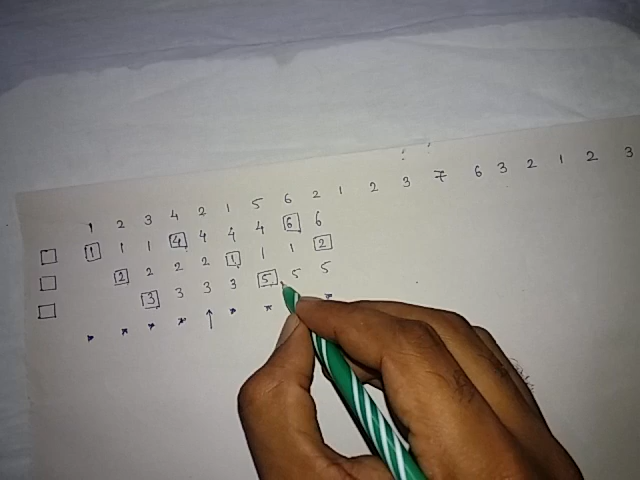 1 2 3 4 2 1 5 6 2 1 2 3 7 6 3 2 1 2 3
1 1 1 4 4 4 4 6 6
2 2 2 2 1 1 1 2
3 3 3 3 5 5 5
* * * * ↑ * * *